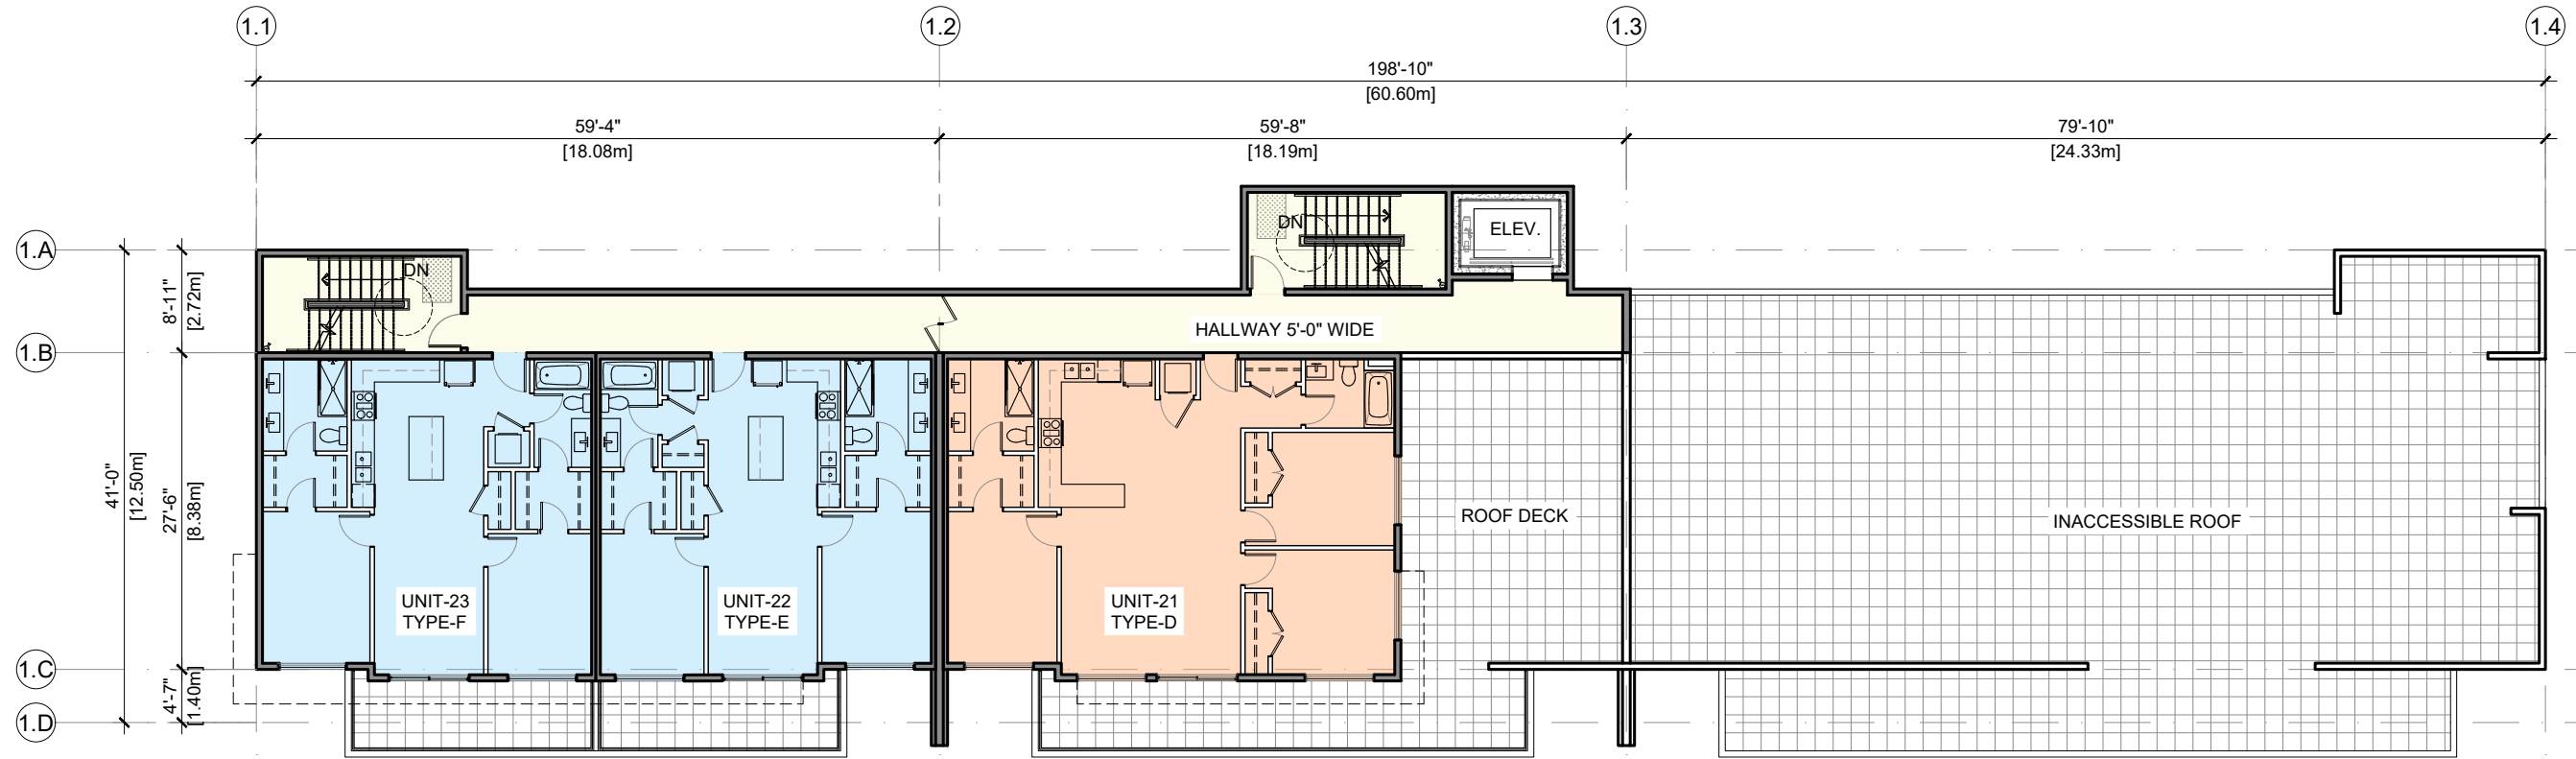 1.1
1.2
1.3
1.4
198'-10"
[60.60m]
59'-4"
[18.08m]
59'-8"
[18.19m]
79'-10"
[24.33m]
1.A
1.B
1.C
1.D
41'-0"
[12.50m]
8'-11"
[2.72m]
27'-6"
[8.38m]
4'-7"
[1.40m]
DN
DN
ELEV.
HALLWAY 5'-0" WIDE
UNIT-23
TYPE-F
UNIT-22
TYPE-E
UNIT-21
TYPE-D
ROOF DECK
INACCESSIBLE ROOF